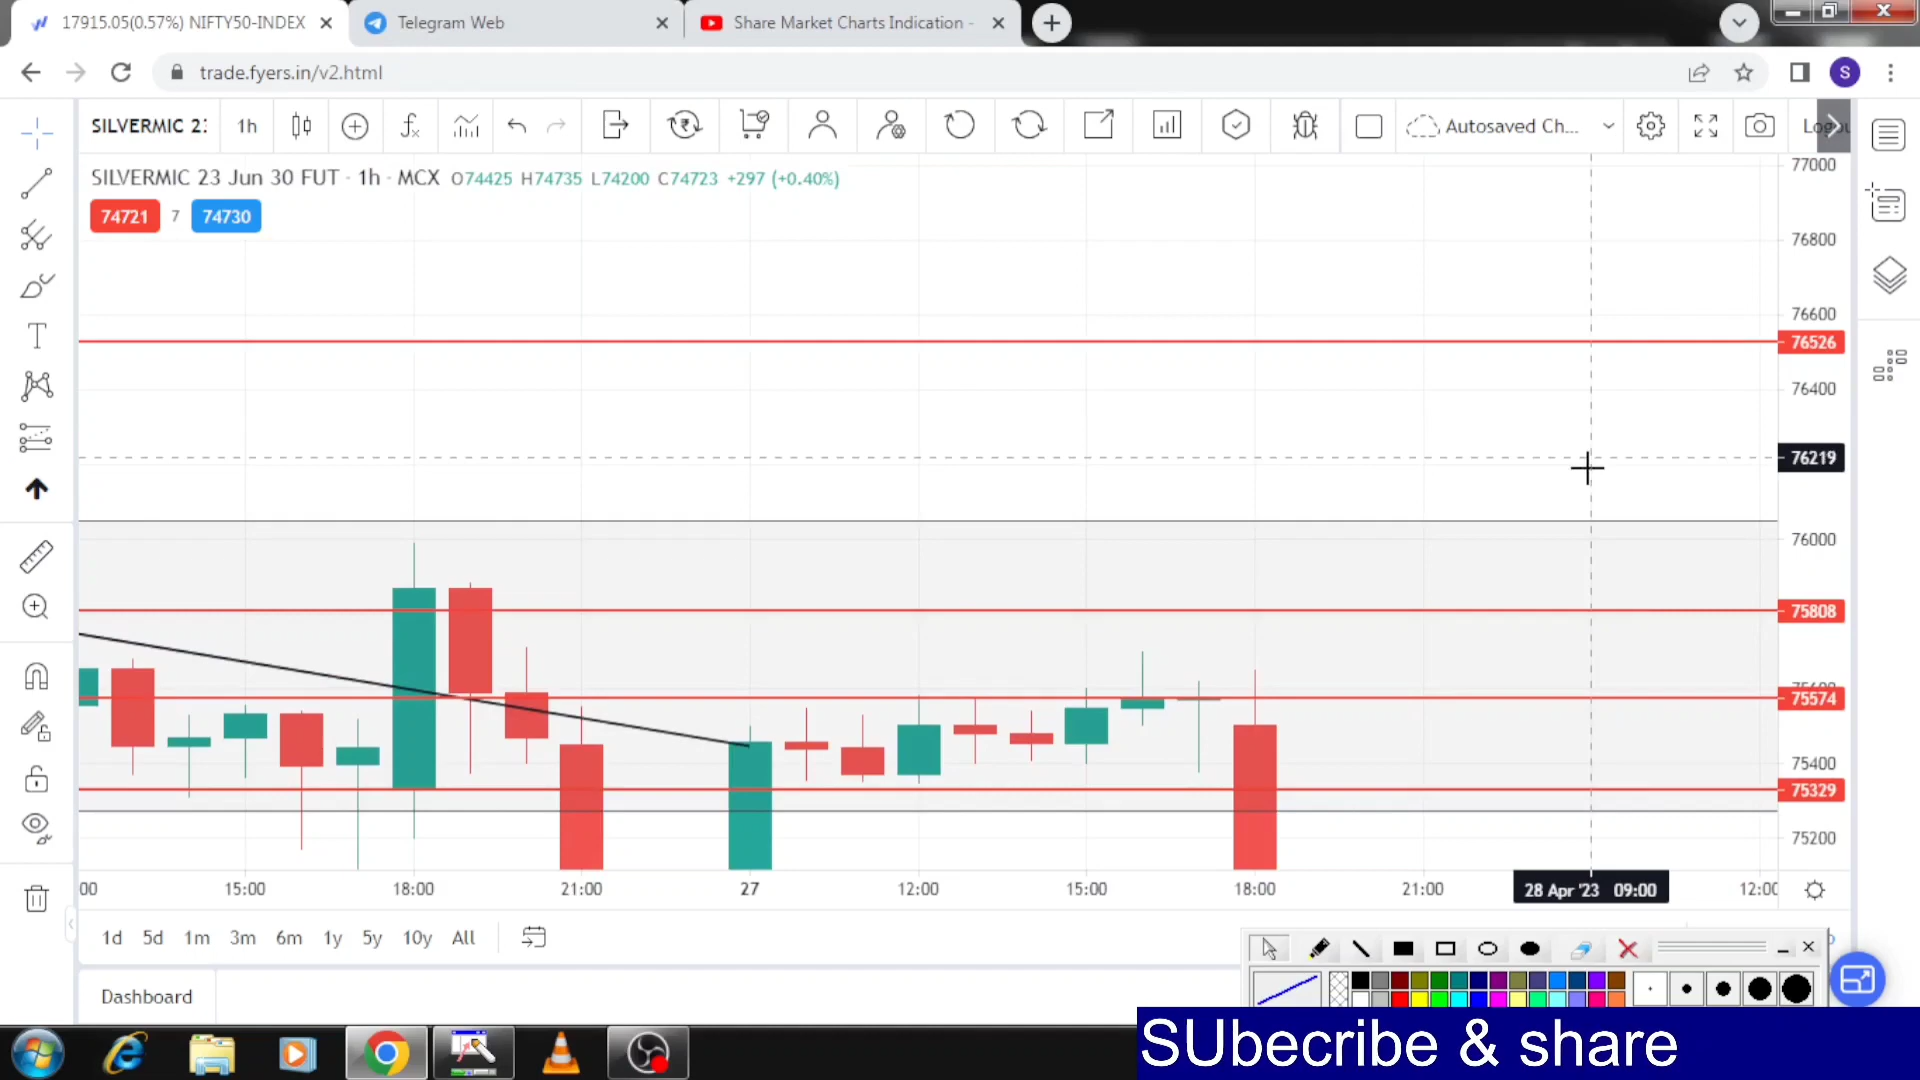 17915.05(0.57%) NIFTY50-INDEX
Telegram Web
Share Market Charts Indication -
S
trade.fyers.in/v2.html
SILVERMIC 23
1h
Autosaved Ch...
SILVERMIC 23 Jun 30 FUT · 1h · MCX O74425 H74735 L74200 C74723 +297 (+0.40%)
74721 7 74730
77000
76800
76600
76526
76400
76219
76000
75808
75574
75400
75329
75200
15:00 18:00 21:00 27 12:00 15:00 18:00 21:00 28 Apr '23 09:00
1d 5d 1m 3m 6m 1y 5y 10y All
Dashboard
SUbecribe & share